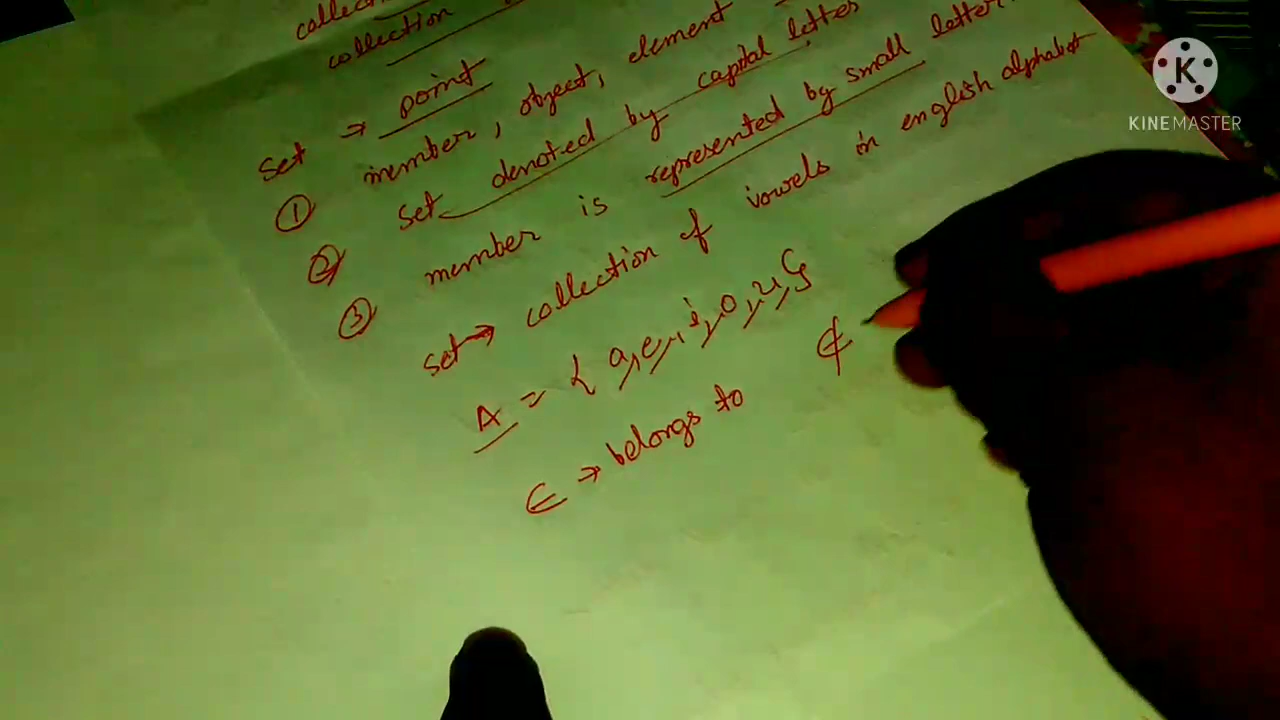 collection
Set → point
① member, object, element
② Set denoted by capital letter
③ member is represented by small letter
Set → collection of vowels in english alphabet
A = { a, e, i, o, u }
∈ → belongs to ∉
KINEMASTER